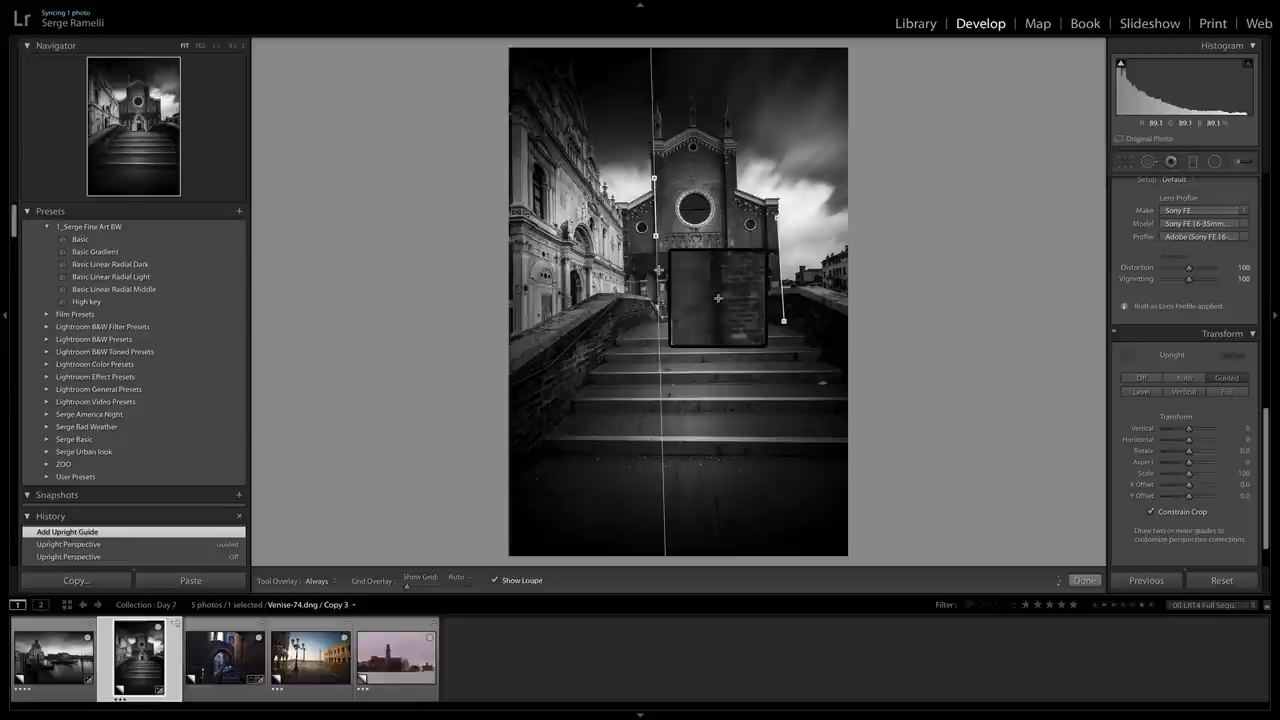 Lr
Syncing 1 photo
Serge Ramelli
Library | Develop | Map | Book | Slideshow | Print | Web
Navigator
FIT
Presets
1_Serge Fine Art BW
Basic
Basic Gradient
Basic Linear Radial Dark
Basic Linear Radial Light
Basic Linear Radial Middle
High key
Film Presets
Lightroom B&W Filter Presets
Lightroom B&W Presets
Lightroom B&W Toned Presets
Lightroom Color Presets
Lightroom Effect Presets
Lightroom General Presets
Lightroom Video Presets
Serge America Night
Serge Bad Weather
Serge Basic
Serge Urban look
ZOO
User Presets
Snapshots
History
Add Upright Guide
Upright Perspective Guided
Upright Perspective Off
Copy... Paste
Tool Overlay: Always
Grid Overlay: Show Grid: Auto
Show Loupe
Done
Histogram
R 89.1 G 89.1 B 89.1 %
Original Photo
Setup: Default
Lens Profile
Make Sony FE
Model Sony FE 16-35mm...
Profile Adobe (Sony FE 16-...
Distortion 100
Vignetting 100
Built-in Lens Profile applied.
Transform
Upright
Off Auto Guided
Level Vertical Full
Transform
Vertical 0
Horizontal 0
Rotate 0.0
Aspect 0
Scale 100
X Offset 0.0
Y Offset 0.0
Constrain Crop
Draw two or more guides to
customize perspective corrections.
Previous Reset
1 2
Collection: Day 7
5 photos / 1 selected / Venise-74.dng / Copy 3
Filter:
00 LRT4 Full Sequ...